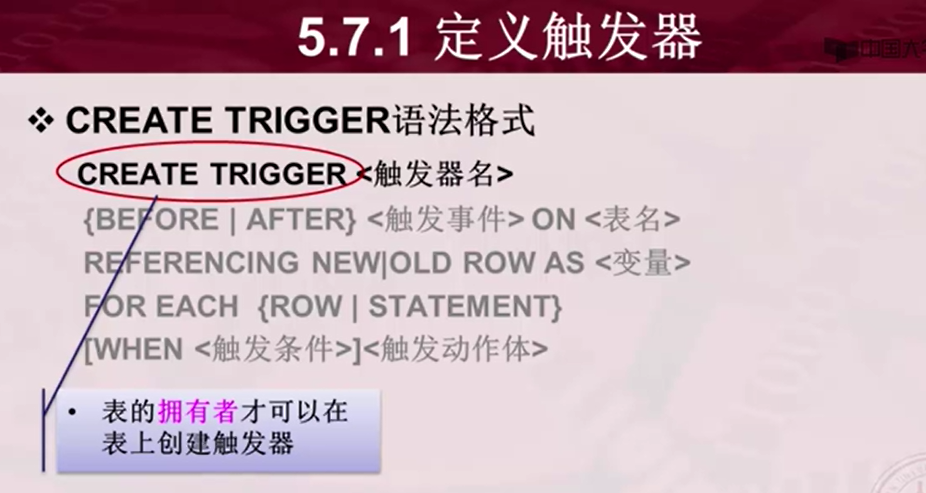 5.7.1 定义触发器
中国大
❖ CREATE TRIGGER语法格式
CREATE TRIGGER <触发器名>
{BEFORE | AFTER} <触发事件> ON <表名>
REFERENCING NEW|OLD ROW AS <变量>
FOR EACH {ROW | STATEMENT}
[WHEN <触发条件>]<触发动作体>
• 表的拥有者才可以在
表上创建触发器